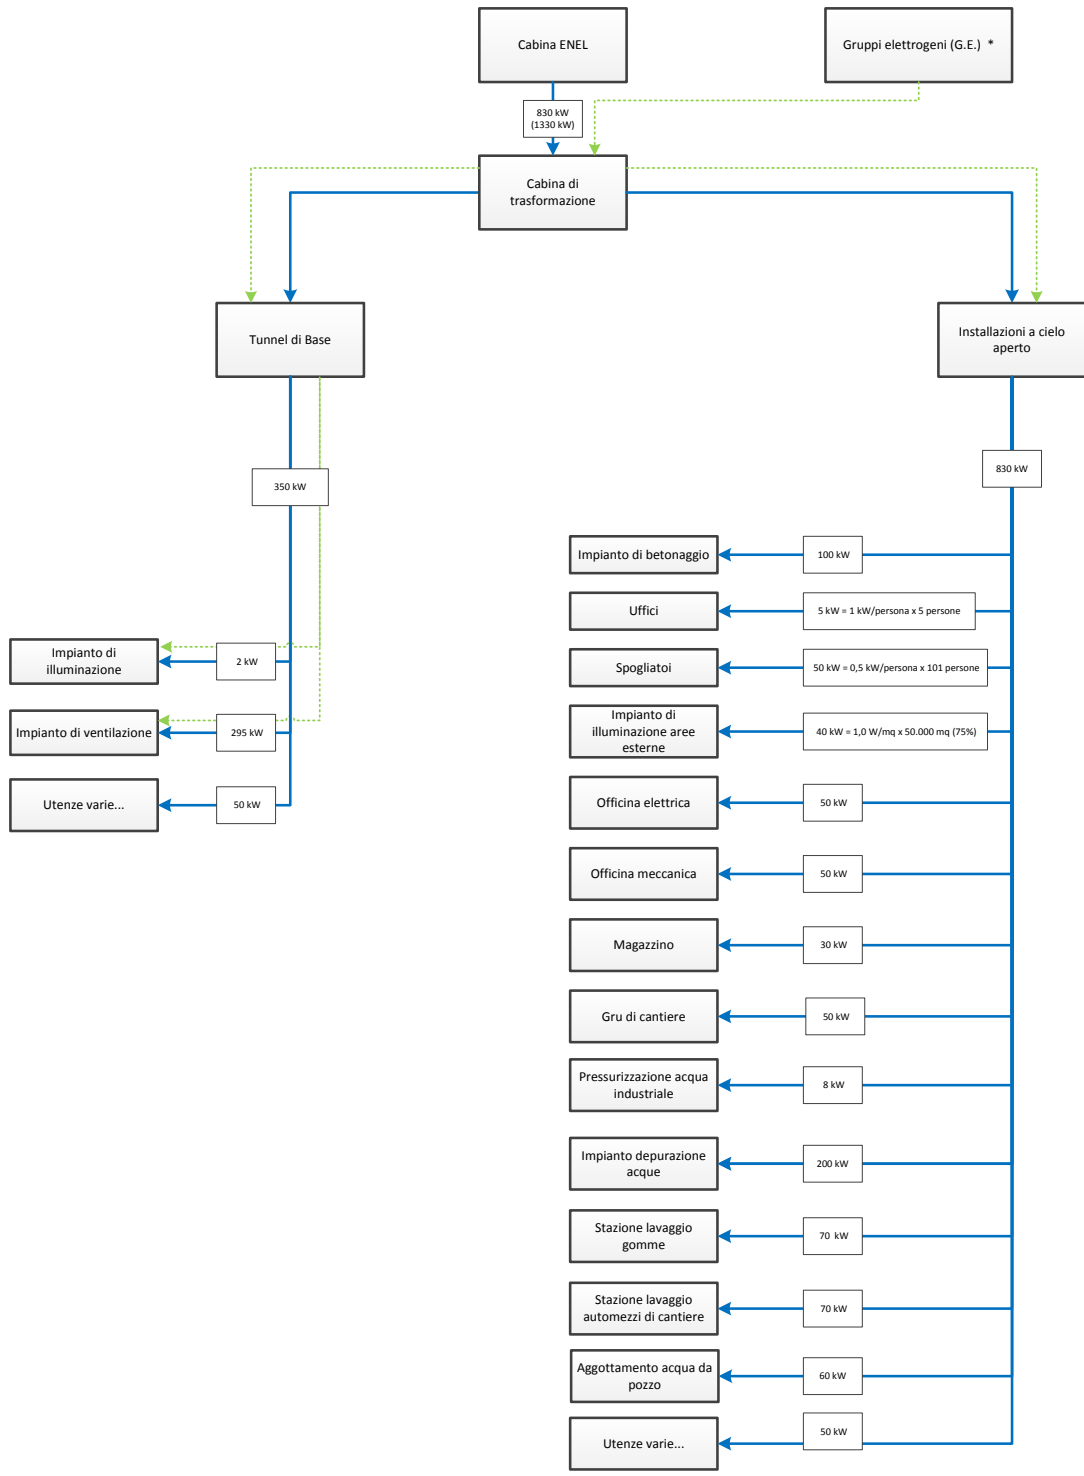 Cabina ENEL
Gruppi elettrogeni (G.E.) *
830 kW
(1330 kW)
Cabina di
trasformazione
Tunnel di Base
Installazioni a cielo
aperto
350 kW
830 kW
Impianto di betonaggio
100 kW
Uffici
5 kW = 1 kW/persona x 5 persone
Impianto di
illuminazione
2 kW
Spogliatoi
50 kW = 0,5 kW/persona x 101 persone
Impianto di ventilazione
295 kW
Impianto di
illuminazione aree
esterne
40 kW = 1,0 W/mq x 50.000 mq (75%)
Utenze varie...
50 kW
Officina elettrica
50 kW
Officina meccanica
50 kW
Magazzino
30 kW
Gru di cantiere
50 kW
Pressurizzazione acqua
industriale
8 kW
Impianto depurazione
acque
200 kW
Stazione lavaggio
gomme
70 kW
Stazione lavaggio
automezzi di cantiere
70 kW
Aggottamento acqua da
pozzo
60 kW
Utenze varie...
50 kW